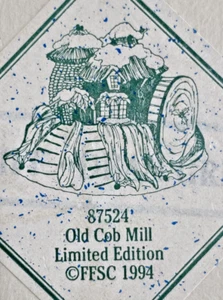 87524
Old Cob Mill
Limited Edition
©FFSC 1994